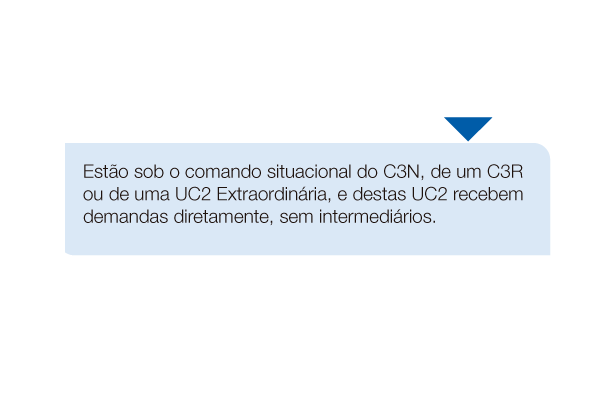 Estão sob o comando situacional do C3N, de um C3R
ou de uma UC2 Extraordinária, e destas UC2 recebem
demandas diretamente, sem intermediários.